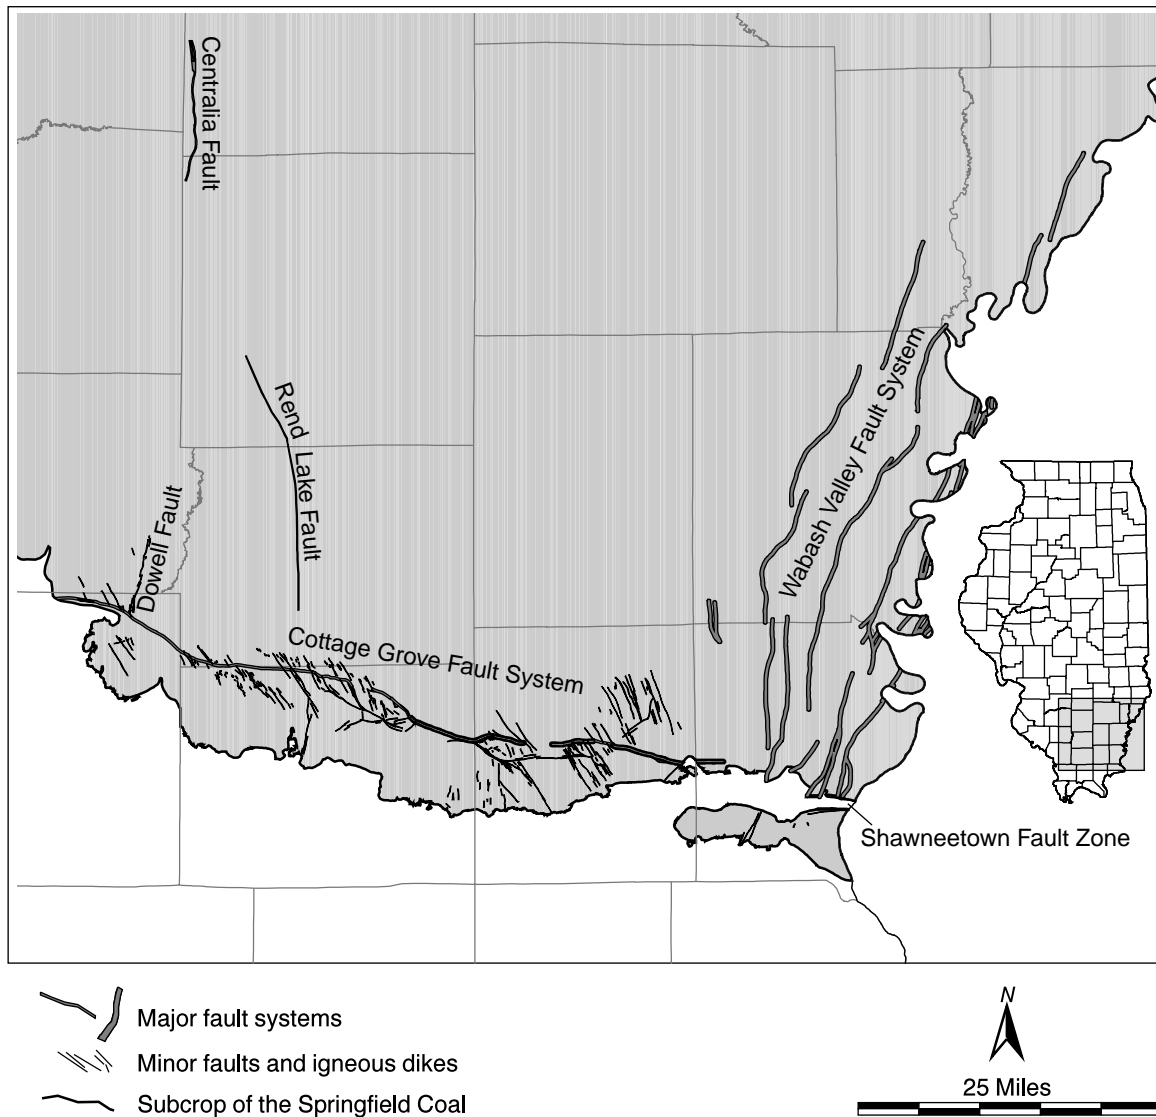 Centralia Fault
Rend Lake Fault
Dowell Fault
Wabash Valley Fault System
Cottage Grove Fault System
Shawneetown Fault Zone
Major fault systems
Minor faults and igneous dikes
Subcrop of the Springfield Coal
N
25 Miles